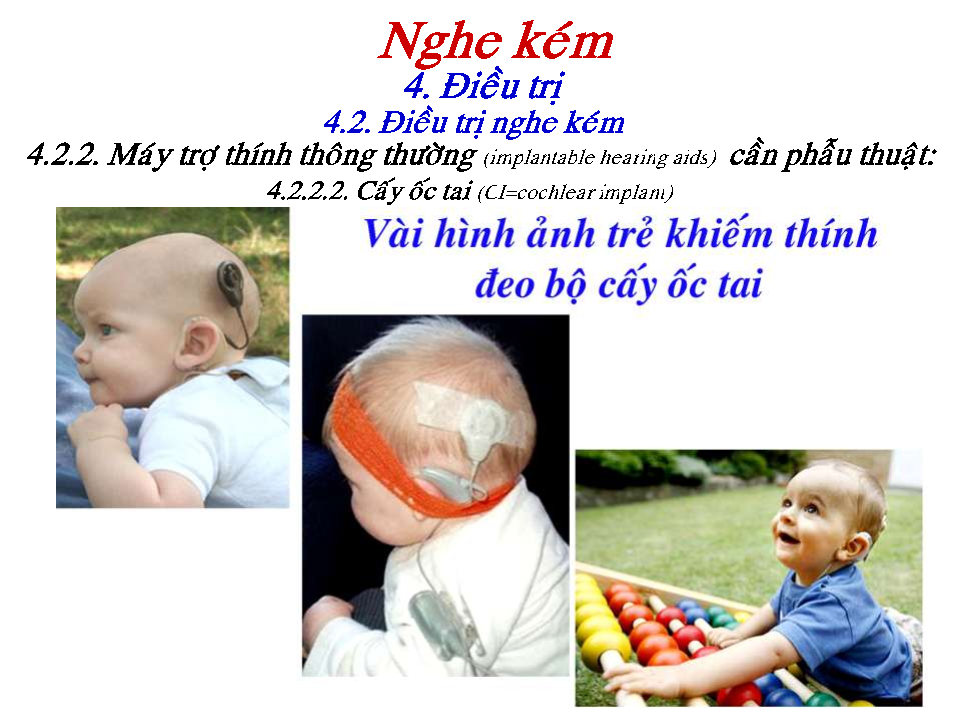 Nghe kém
4. Điều trị
4.2. Điều trị nghe kém
4.2.2. Máy trợ thính thông thường (implantable hearing aids) cần phẫu thuật:
4.2.2.2. Cấy ốc tai (CI=cochlear implant)
Vài hình ảnh trẻ khiếm thính
đeo bộ cấy ốc tai